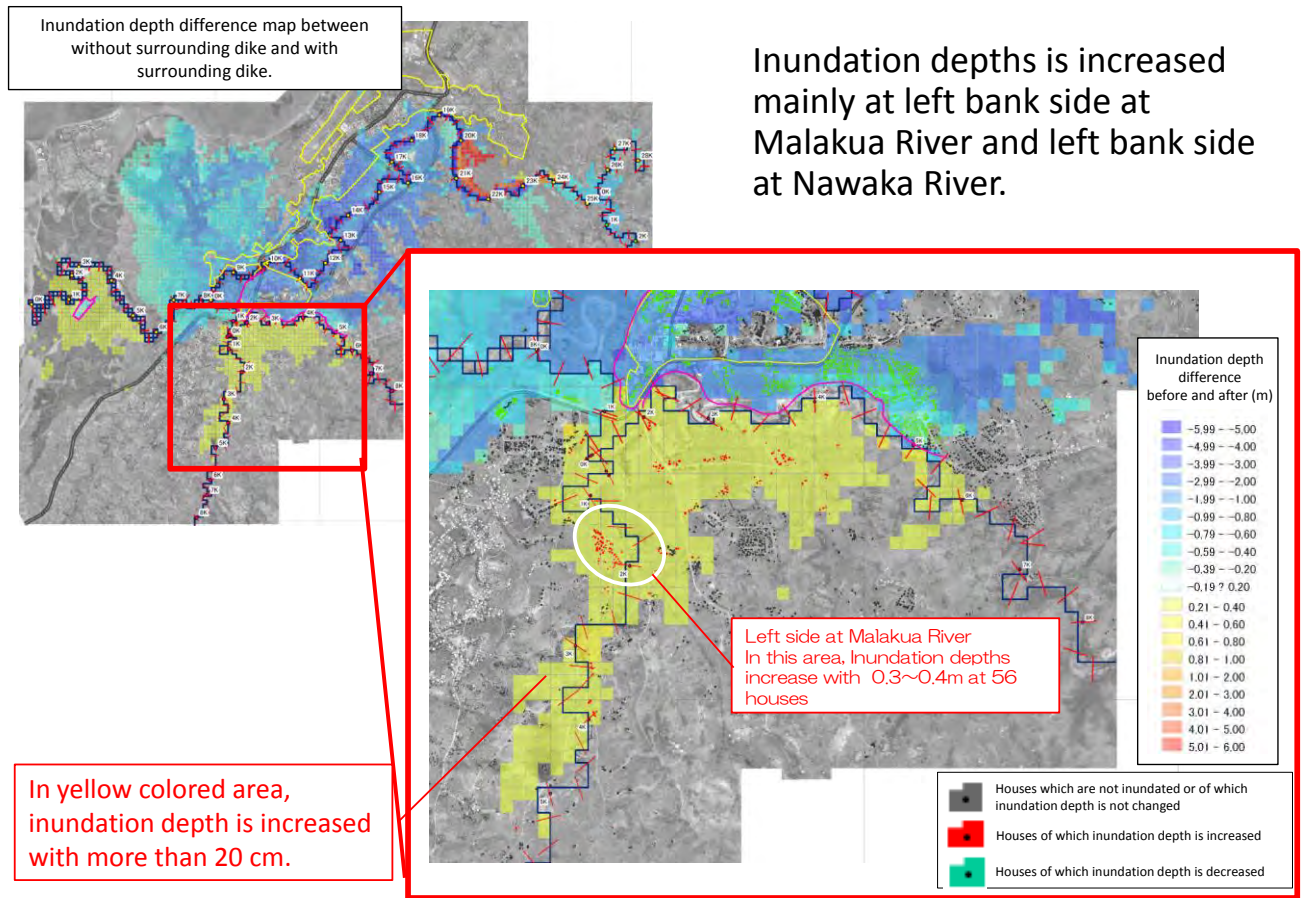 Inundation depth difference map between
without surrounding dike and with
surrounding dike.
Inundation depths is increased
mainly at left bank side at
Malakua River and left bank side
at Nawaka River.
Inundation depth
difference
before and after (m)
-5.99 - -5.00
-4.99 - -4.00
-3.99 - -3.00
-2.99 - -2.00
-1.99 - -1.00
-0.99 - -0.80
-0.79 - -0.60
-0.59 - -0.40
-0.39 - -0.20
-0.19 ? 0.20
0.21 - 0.40
0.41 - 0.60
0.61 - 0.80
0.81 - 1.00
1.01 - 2.00
2.01 - 3.00
3.01 - 4.00
4.01 - 5.00
5.01 - 6.00
Left side at Malakua River
In this area, Inundation depths
increase with 0.3~0.4m at 56
houses
In yellow colored area,
inundation depth is increased
with more than 20 cm.
Houses which are not inundated or of which
inundation depth is not changed
Houses of which inundation depth is increased
Houses of which inundation depth is decreased